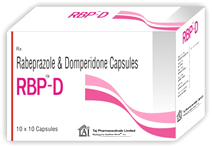 Rx
Rabeprazole & Domperidone Capsules
RBP-D
10 x 10 Capsules
Taj Pharmaceuticals Limited